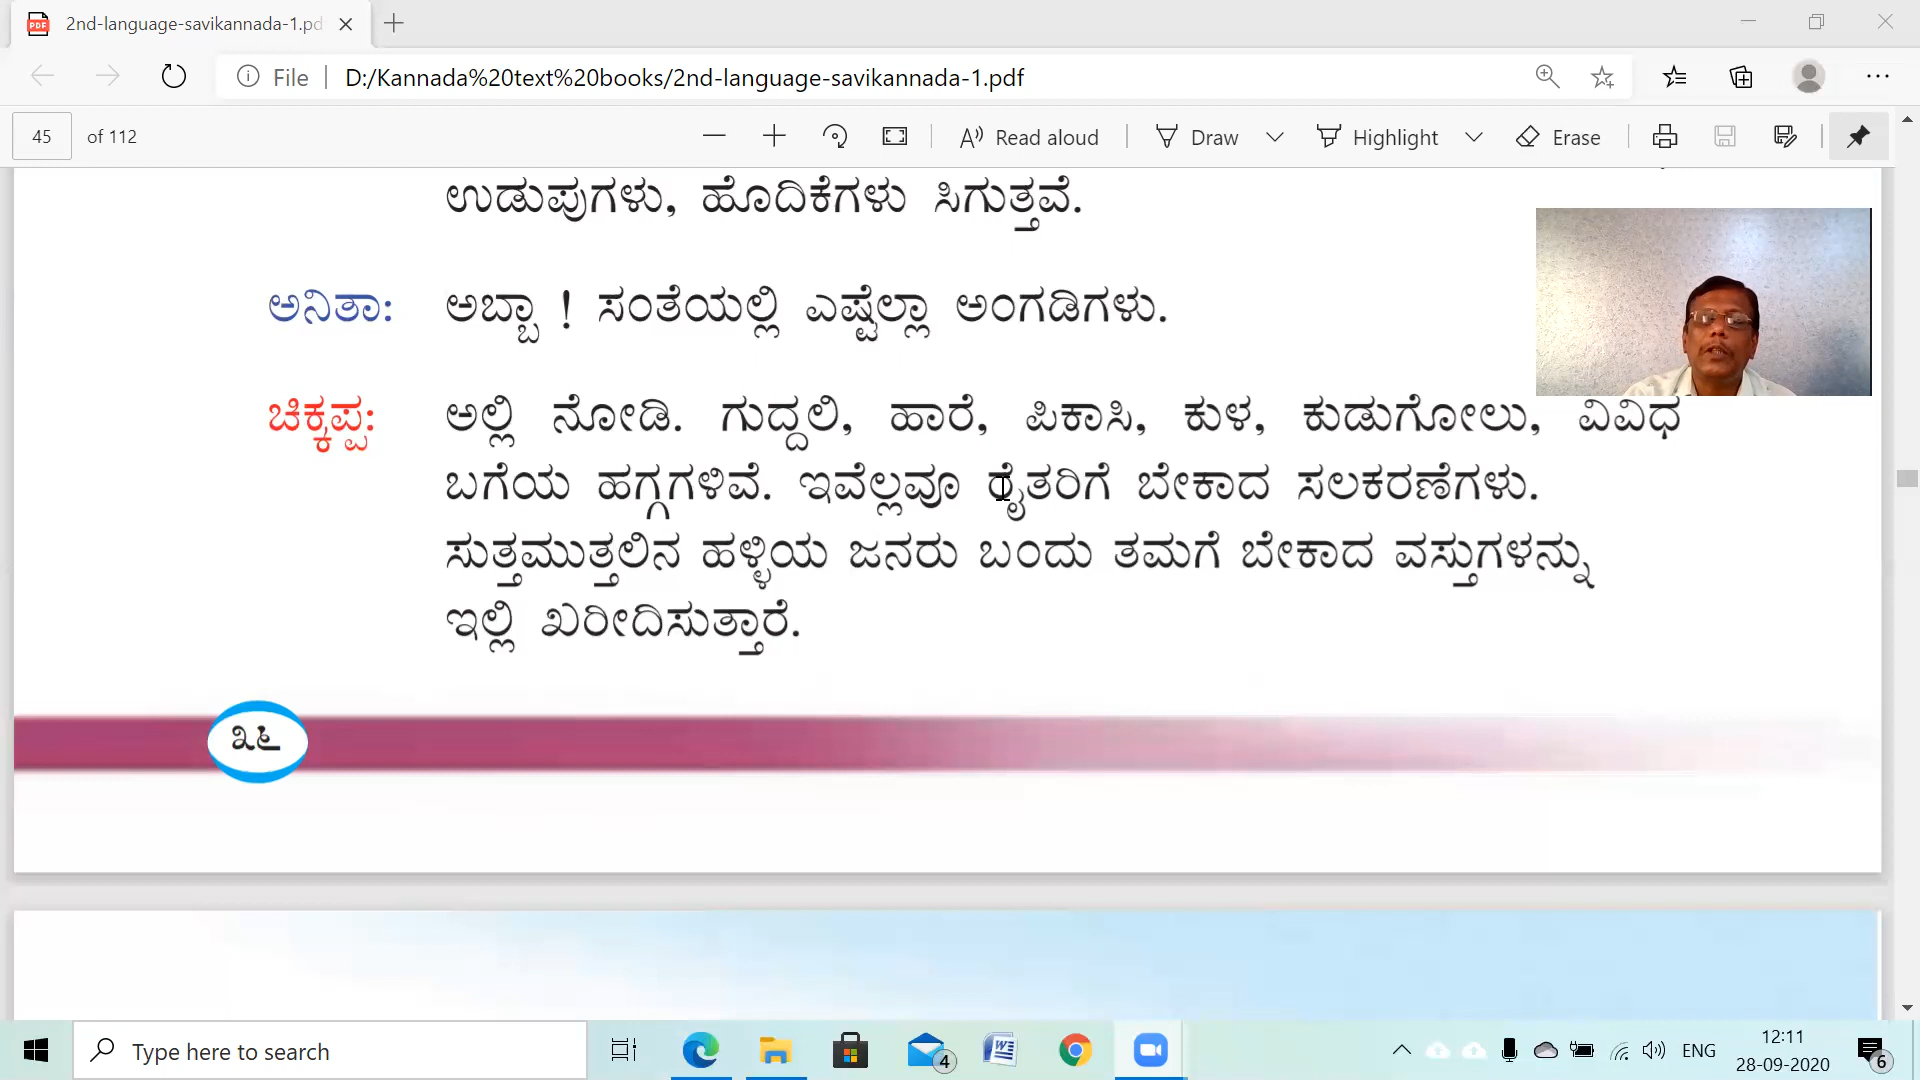 2nd-language-savikannada-1.pd
File
D:/Kannada%20text%20books/2nd-language-savikannada-1.pdf
45 of 112
Read aloud
Draw
Highlight
Erase
ಉಡುಪುಗಳು, ಹೊದಿಕೆಗಳು ಸಿಗುತ್ತವೆ.
ಅನಿತಾ: ಅಬ್ಬಾ ! ಸಂತೆಯಲ್ಲಿ ಎಷ್ಟೆಲ್ಲಾ ಅಂಗಡಿಗಳು.
ಚಿಕ್ಕಪ್ಪ: ಅಲ್ಲಿ ನೋಡಿ. ಗುದ್ದಲಿ, ಹಾರೆ, ಪಿಕಾಸಿ, ಕುಳ, ಕುಡುಗೋಲು, ವಿವಿಧ
ಬಗೆಯ ಹಗ್ಗಗಳಿವೆ. ಇವೆಲ್ಲವೂ ರೈತರಿಗೆ ಬೇಕಾದ ಸಲಕರಣೆಗಳು.
ಸುತ್ತಮುತ್ತಲಿನ ಹಳ್ಳಿಯ ಜನರು ಬಂದು ತಮಗೆ ಬೇಕಾದ ವಸ್ತುಗಳನ್ನು
ಇಲ್ಲಿ ಖರೀದಿಸುತ್ತಾರೆ.
೩೬
Type here to search
4
ENG
12:11
28-09-2020
6